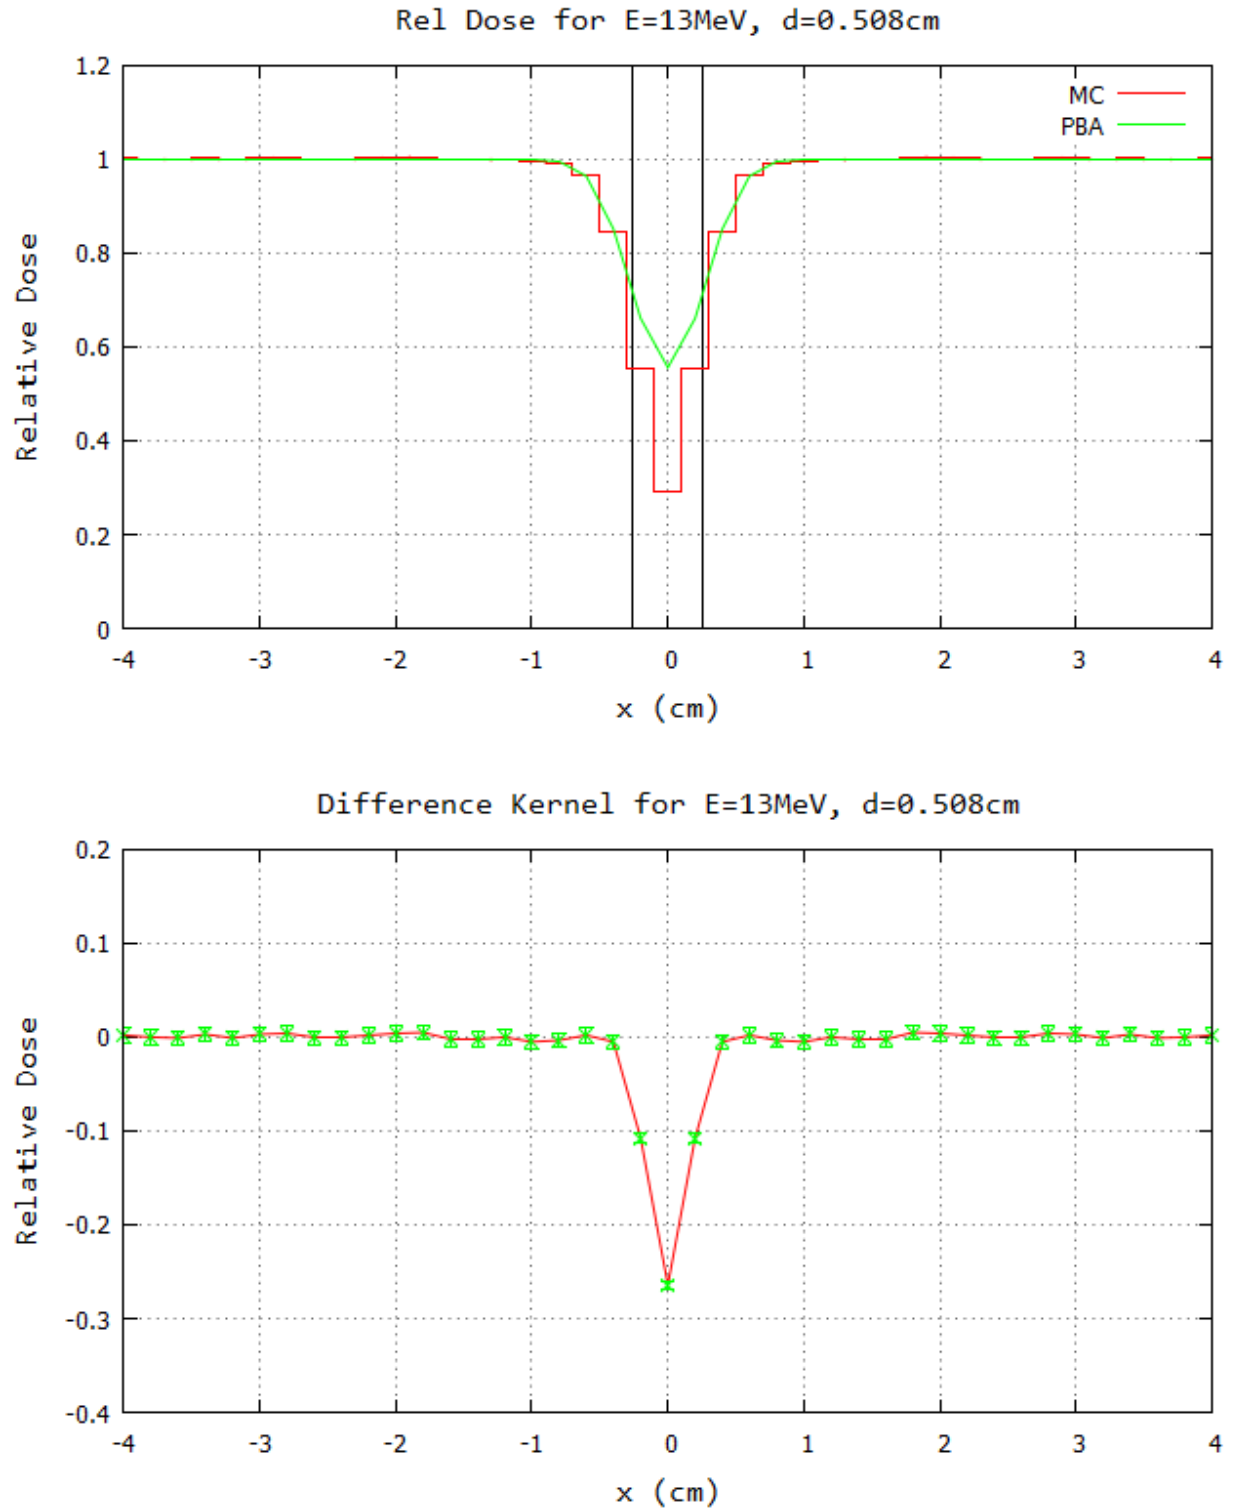 Rel Dose for E=13MeV, d=0.508cm
MC
PBA
1.2
1
0.8
0.6
0.4
0.2
0
Relative Dose
-4 -3 -2 -1 0 1 2 3 4
x (cm)
Difference Kernel for E=13MeV, d=0.508cm
0.2
0.1
0
-0.1
-0.2
-0.3
-0.4
Relative Dose
-4 -3 -2 -1 0 1 2 3 4
x (cm)